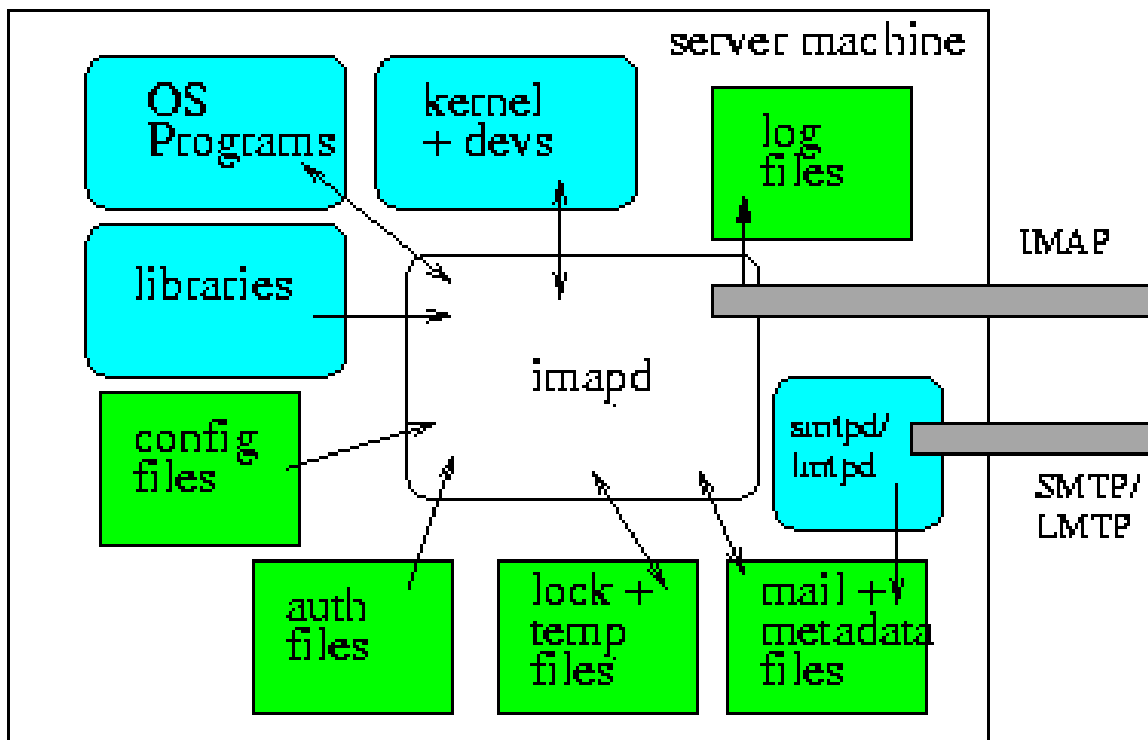 server machine
OS
Programs
kernel
+ devs
log
files
IMAP
libraries
imapd
config
files
smtpd/
lmtpd
SMTP/
LMTP
auth
files
lock +
temp
files
mail +
metadata
files